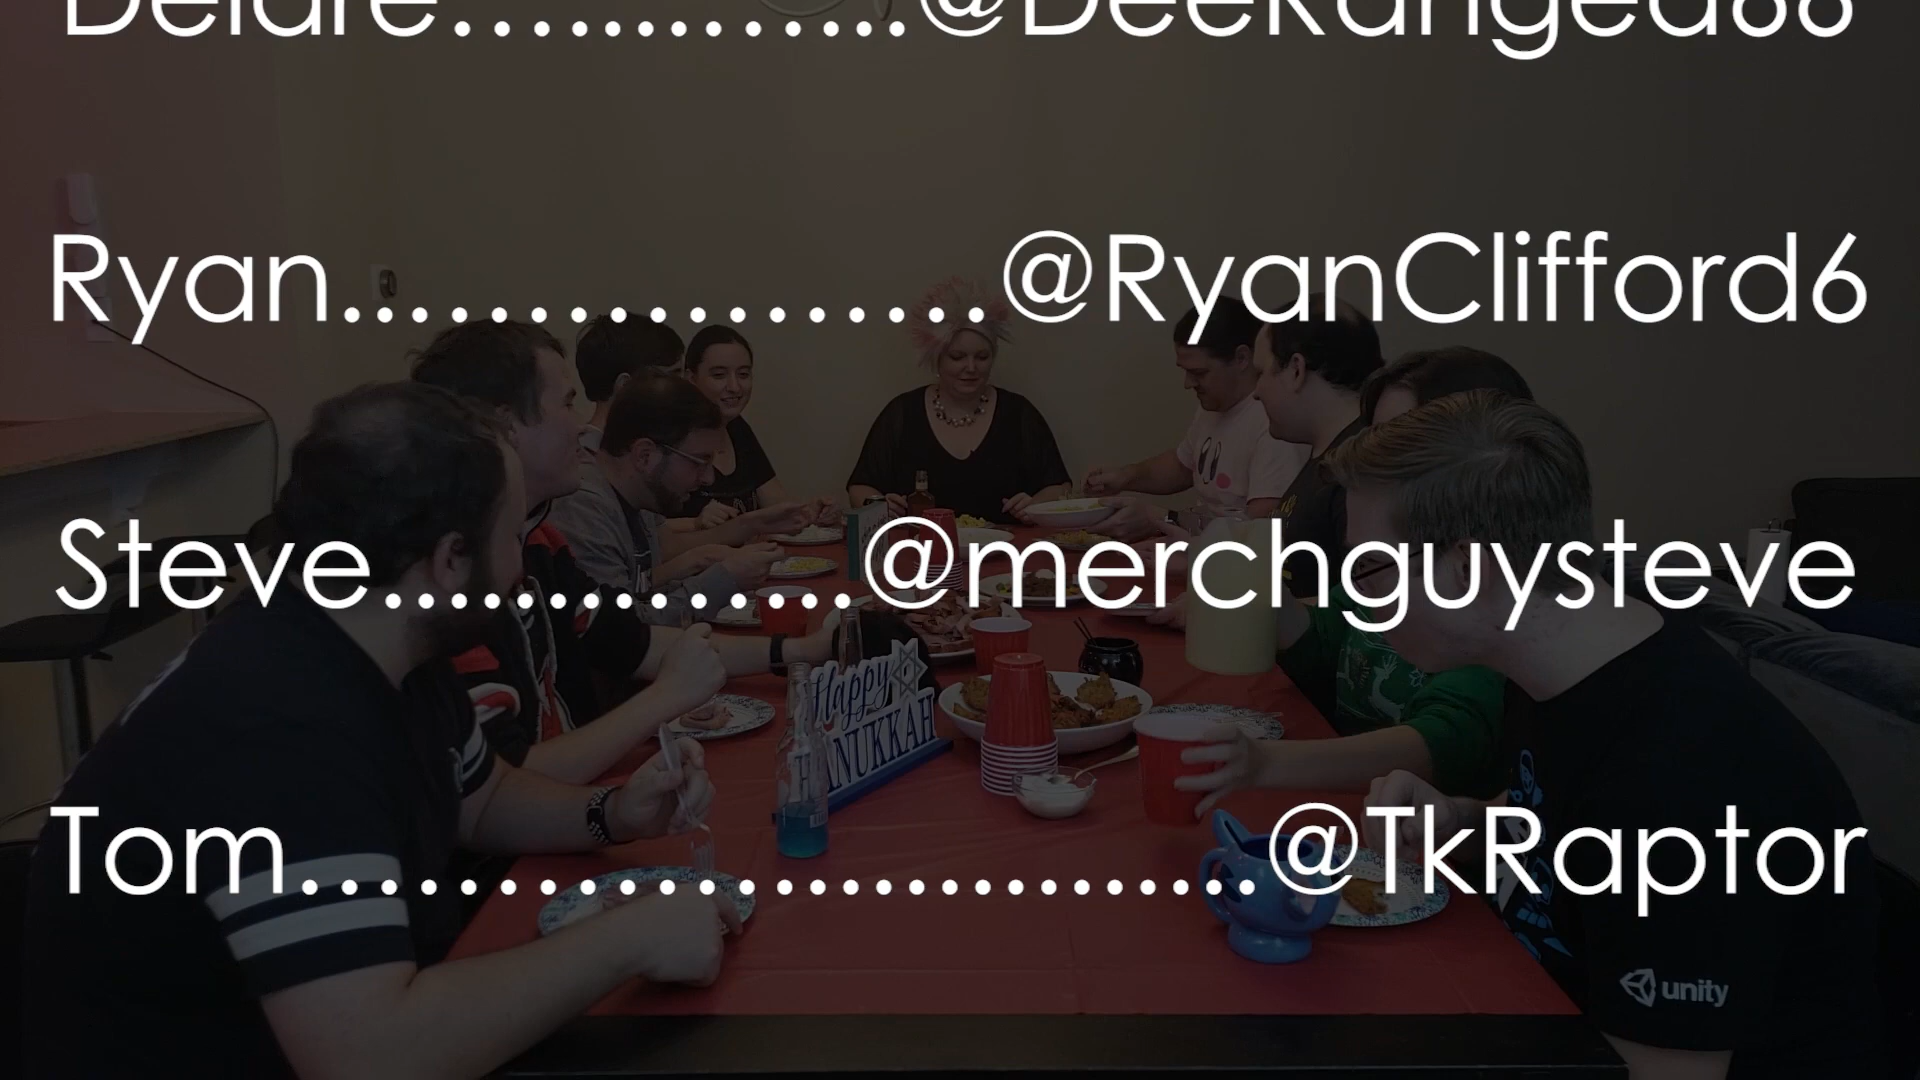 Ryan.................@RyanClifford6
Steve..............@merchguysteve
Tom..........................@TkRaptor
Happy
HANUKKAH
unity